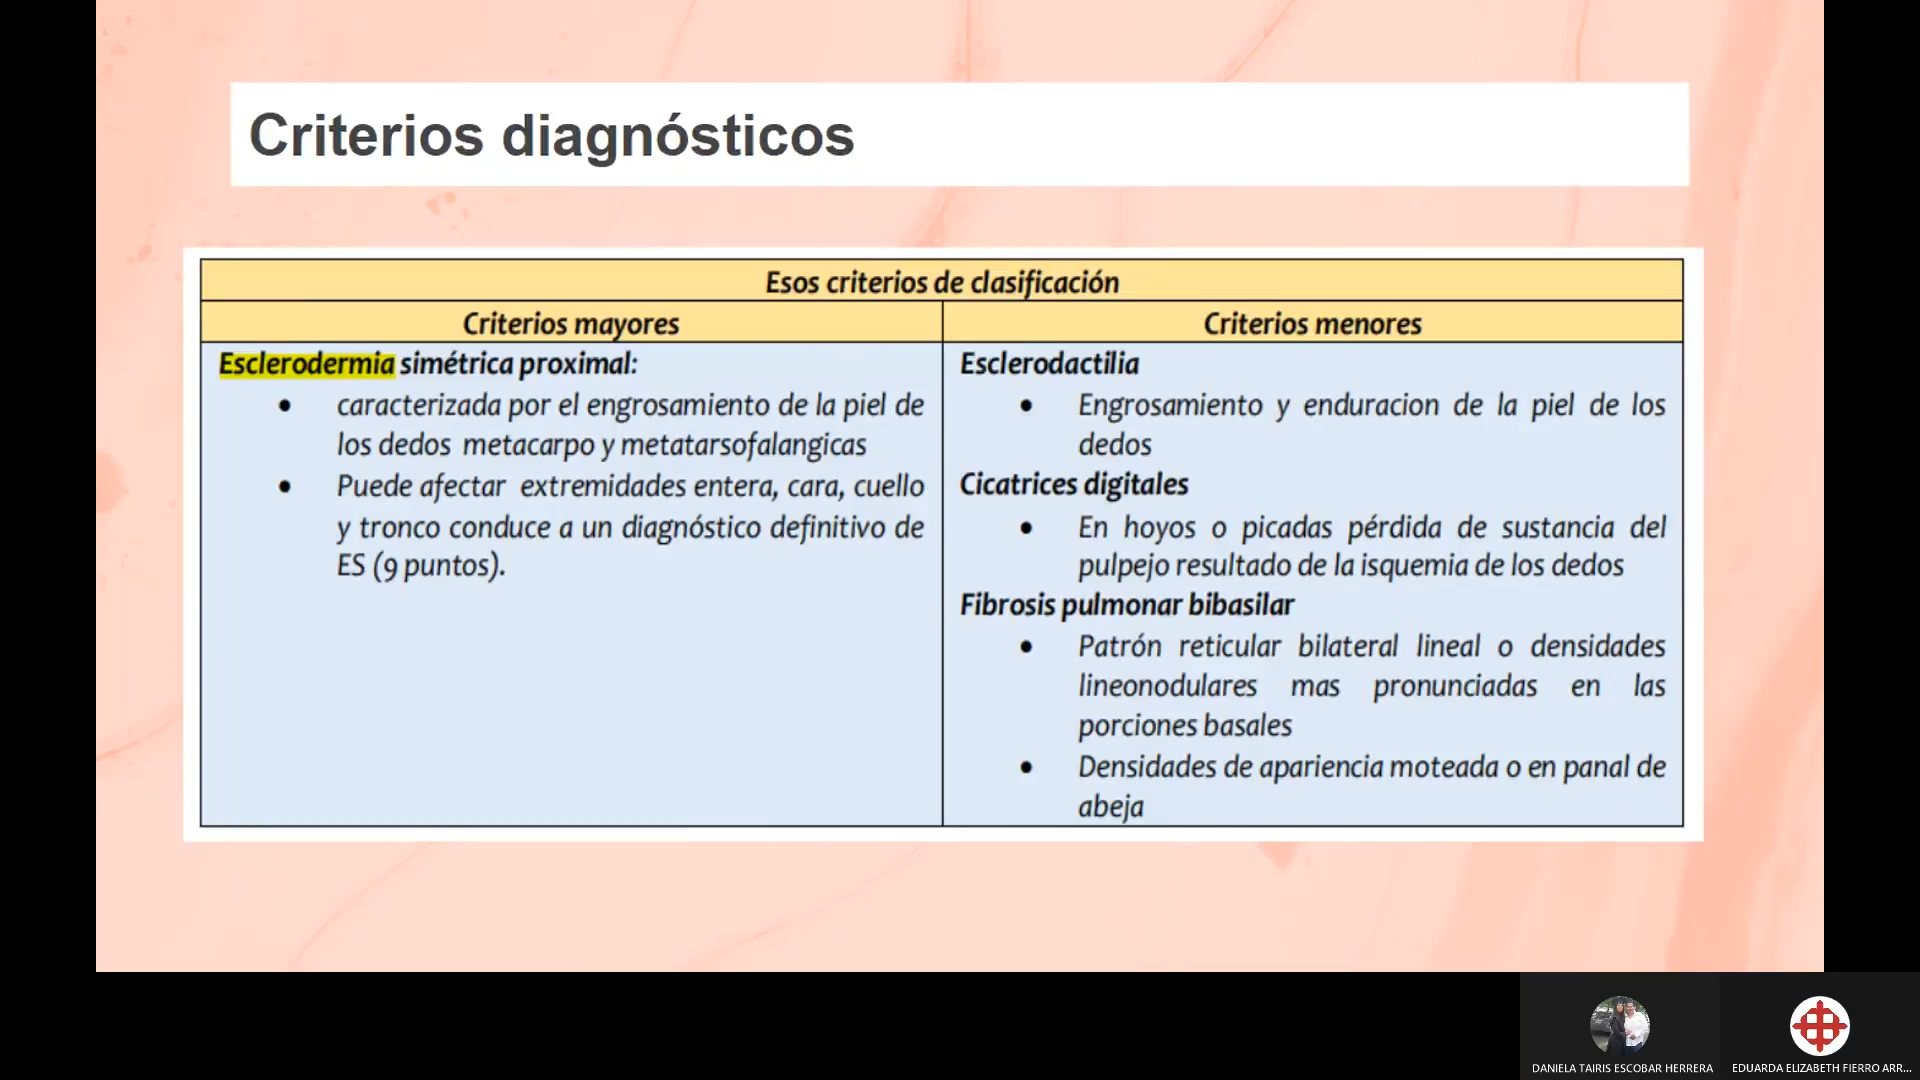 Criterios diagnósticos
Esos criterios de clasificación
Criterios mayores
Criterios menores
Esclerodermia simétrica proximal:
• caracterizada por el engrosamiento de la piel de
los dedos metacarpo y metatarsofalangicas
• Puede afectar extremidades entera, cara, cuello
y tronco conduce a un diagnóstico definitivo de
ES (9 puntos).
Esclerodactilia
• Engrosamiento y enduracion de la piel de los
dedos
Cicatrices digitales
• En hoyos o picadas pérdida de sustancia del
pulpejo resultado de la isquemia de los dedos
Fibrosis pulmonar bibasilar
• Patrón reticular bilateral lineal o densidades
lineonodulares mas pronunciadas en las
porciones basales
• Densidades de apariencia moteada o en panal de
abeja
DANIELA TAIRIS ESCOBAR HERRERA
EDUARDA ELIZABETH FIERRO ARR...